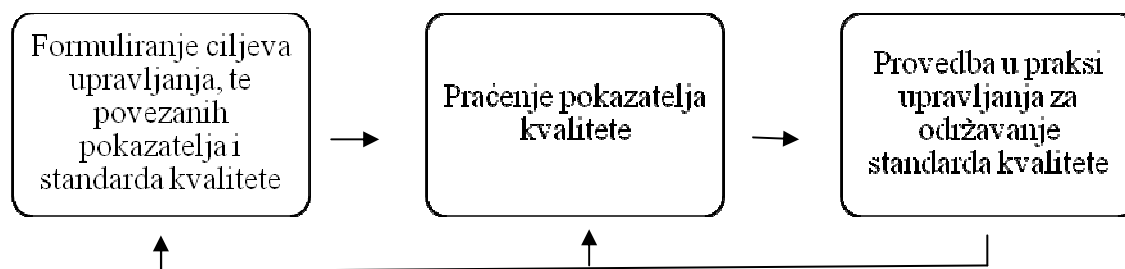 Formuliranje ciljeva
upravljanja, te
povezanih
pokazatelja i
standarda kvalitete
Praćenje pokazatelja
kvalitete
Provedba u praksi
upravljanja za
održavanje
standarda kvalitete